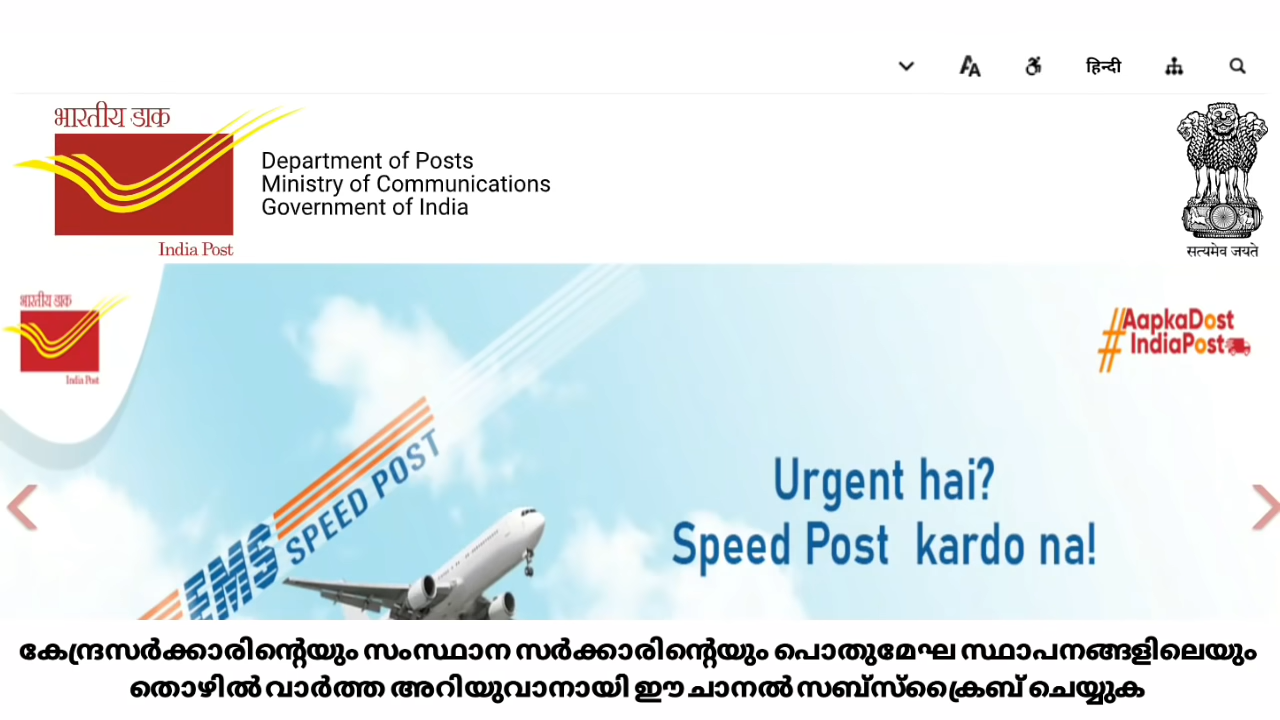 हिन्दी
भारतीय डाक
Department of Posts
Ministry of Communications
Government of India
India Post
सत्यमेव जयते
भारतीय डाक
India Post
#AapkaDost
IndiaPost
EMS SPEED POST
Urgent hai?
Speed Post kardo na!
കേന്ദ്രസർക്കാരിന്റെയും സംസ്ഥാന സർക്കാരിന്റെയും പൊതുമേഘ സ്ഥാപനങ്ങളിലെയും
തൊഴിൽ വാർത്ത അറിയുവാനായി ഈ ചാനൽ സബ്സ്ക്രൈബ് ചെയ്യുക